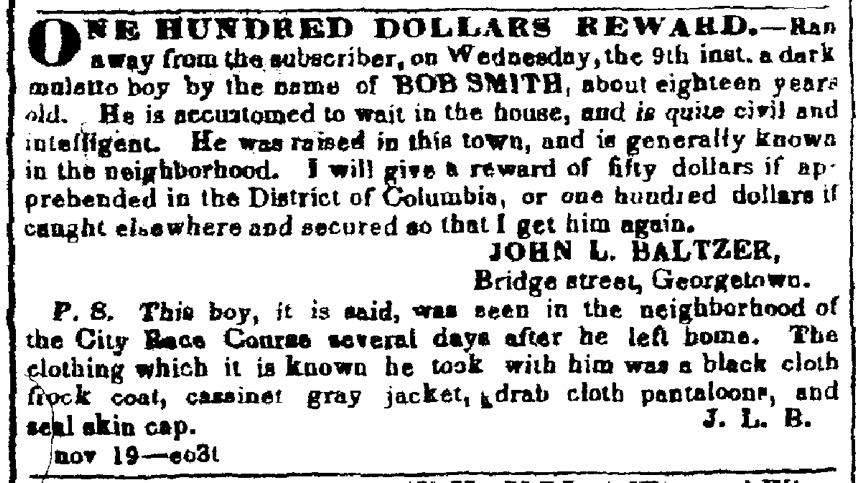 ONE HUNDRED DOLLARS REWARD.—Ran
away from the subscriber, on Wednesday, the 9th inst. a dark
mulatto boy by the name of BOB SMITH, about eighteen years
old. He is accustomed to wait in the house, and is quite civil and
intelligent. He was raised in this town, and is generally known
in the neighborhood. I will give a reward of fifty dollars if ap-
prehended in the District of Columbia, or one hundred dollars if
caught elsewhere and secured so that I get him again.
JOHN L. BALTZER,
Bridge street, Georgetown.
P. S. This boy, it is said, was seen in the neighborhood of
the City Race Course several days after he left home. The
clothing which it is known he took with him was a black cloth
frock coat, cassinet gray jacket, drab cloth pantaloons, and
seal skin cap. J. L. B.
nov 19—eo3t